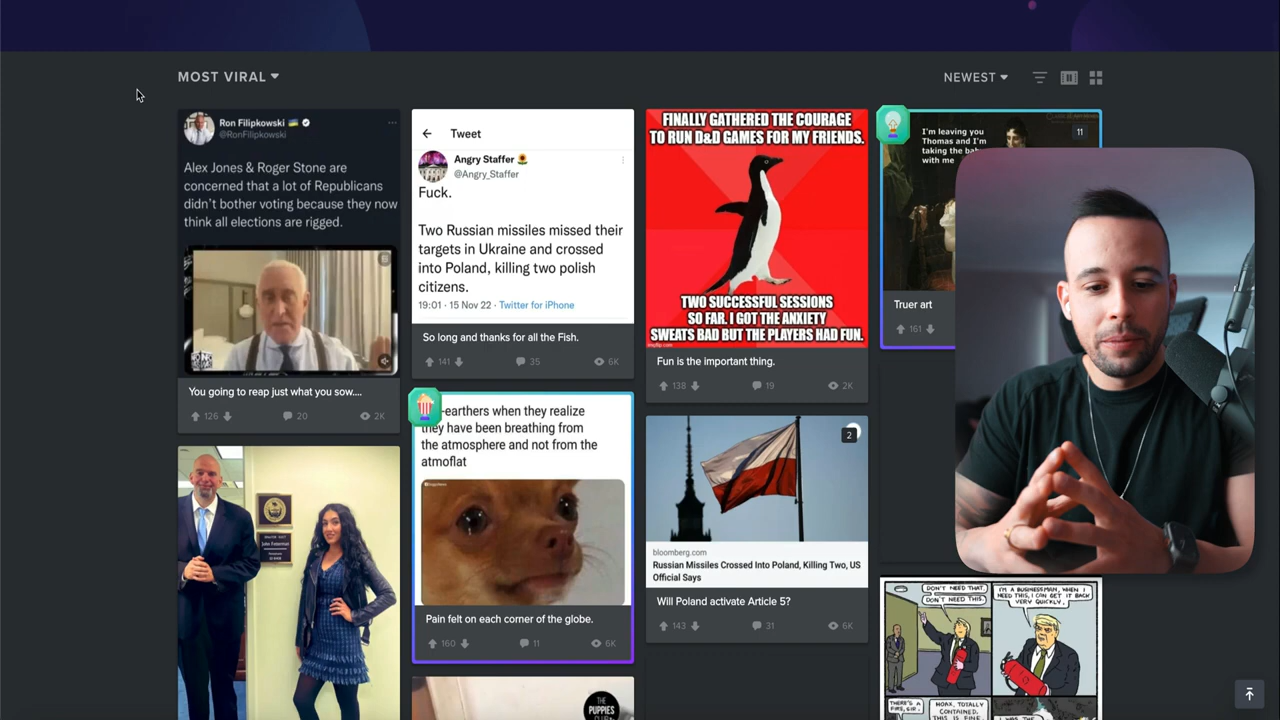 MOST VIRAL
NEWEST
Ron Filipkowski
@RonFilipkowski
Alex Jones & Roger Stone are
concerned that a lot of Republicans
didn't bother voting because they now
think all elections are rigged.
You going to reap just what you sow....
126
20
2K
Tweet
Angry Staffer
@Angry_Staffer
Fuck.
Two Russian missiles missed their
targets in Ukraine and crossed
into Poland, killing two polish
citizens.
19:01 · 15 Nov 22 · Twitter for iPhone
So long and thanks for all the Fish.
141
35
6K
-earthers when they realize
they have been breathing from
the atmosphere and not from the
atmoflat
Pain felt on each corner of the globe.
160
11
6K
THE
PUPPIES
FINALLY GATHERED THE COURAGE
TO RUN D&D GAMES FOR MY FRIENDS.
TWO SUCCESSFUL SESSIONS
SO FAR. I GOT THE ANXIETY
SWEATS BAD BUT THE PLAYERS HAD FUN.
Fun is the important thing.
138
19
2K
2
bloomberg.com
Russian Missiles Crossed Into Poland, Killing Two, US
Official Says
Will Poland activate Article 5?
143
31
6K
11
I'm leaving you
Thomas and I'm
taking the
with me
Truer art
161
DON'T NEED THAT,
DON'T NEED THIS.
I'M A BUSINESSMAN, WHEN I
NEED THIS, I CAN GET IT BACK
VERY QUICKLY.
THERE'S A
FIRE, SIR.
HOAX, TOTALLY
CONTAINED.
THIS IS FINE.
I WAS THE